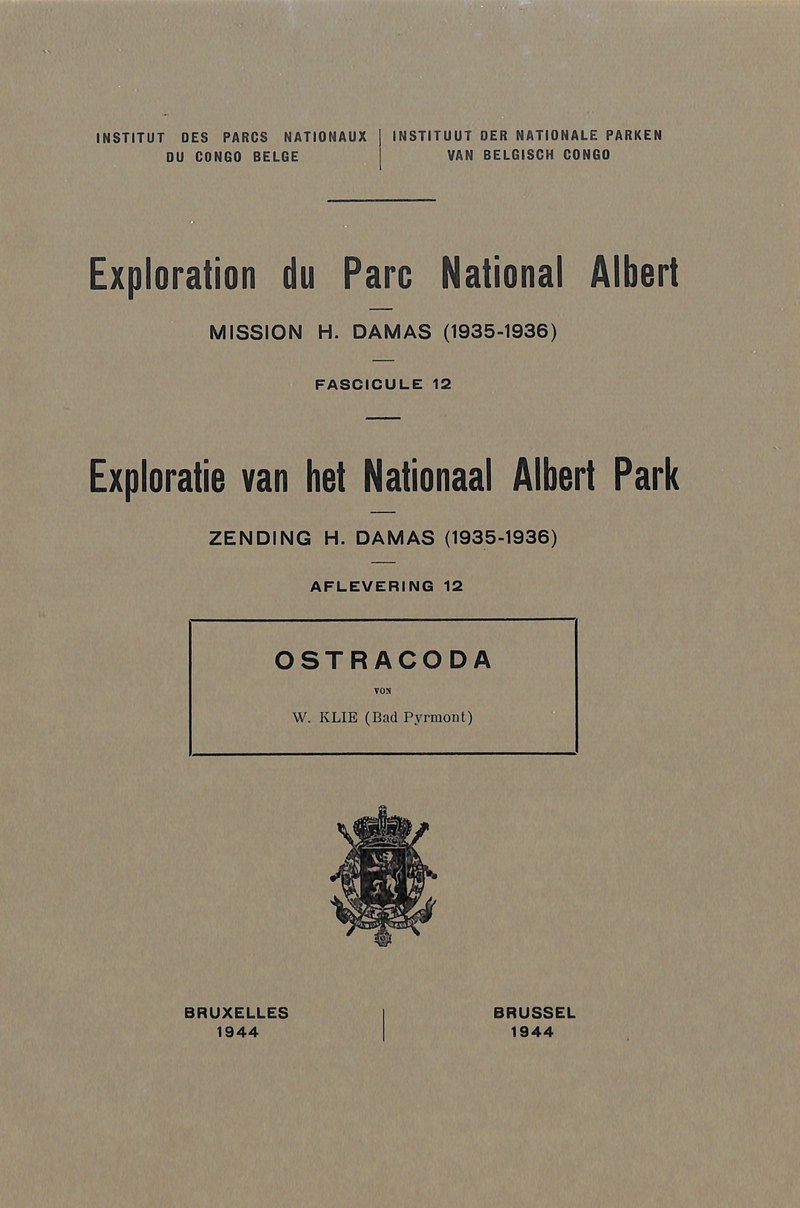 INSTITUT DES PARCS NATIONAUX
DU CONGO BELGE
INSTITUUT DER NATIONALE PARKEN
VAN BELGISCH CONGO
Exploration du Parc National Albert
MISSION H. DAMAS (1935-1936)
FASCICULE 12
Exploratie van het Nationaal Albert Park
ZENDING H. DAMAS (1935-1936)
AFLEVERING 12
OSTRACODA
VON
W. KLIE (Bad Pyrmont)
BRUXELLES
1944
BRUSSEL
1944